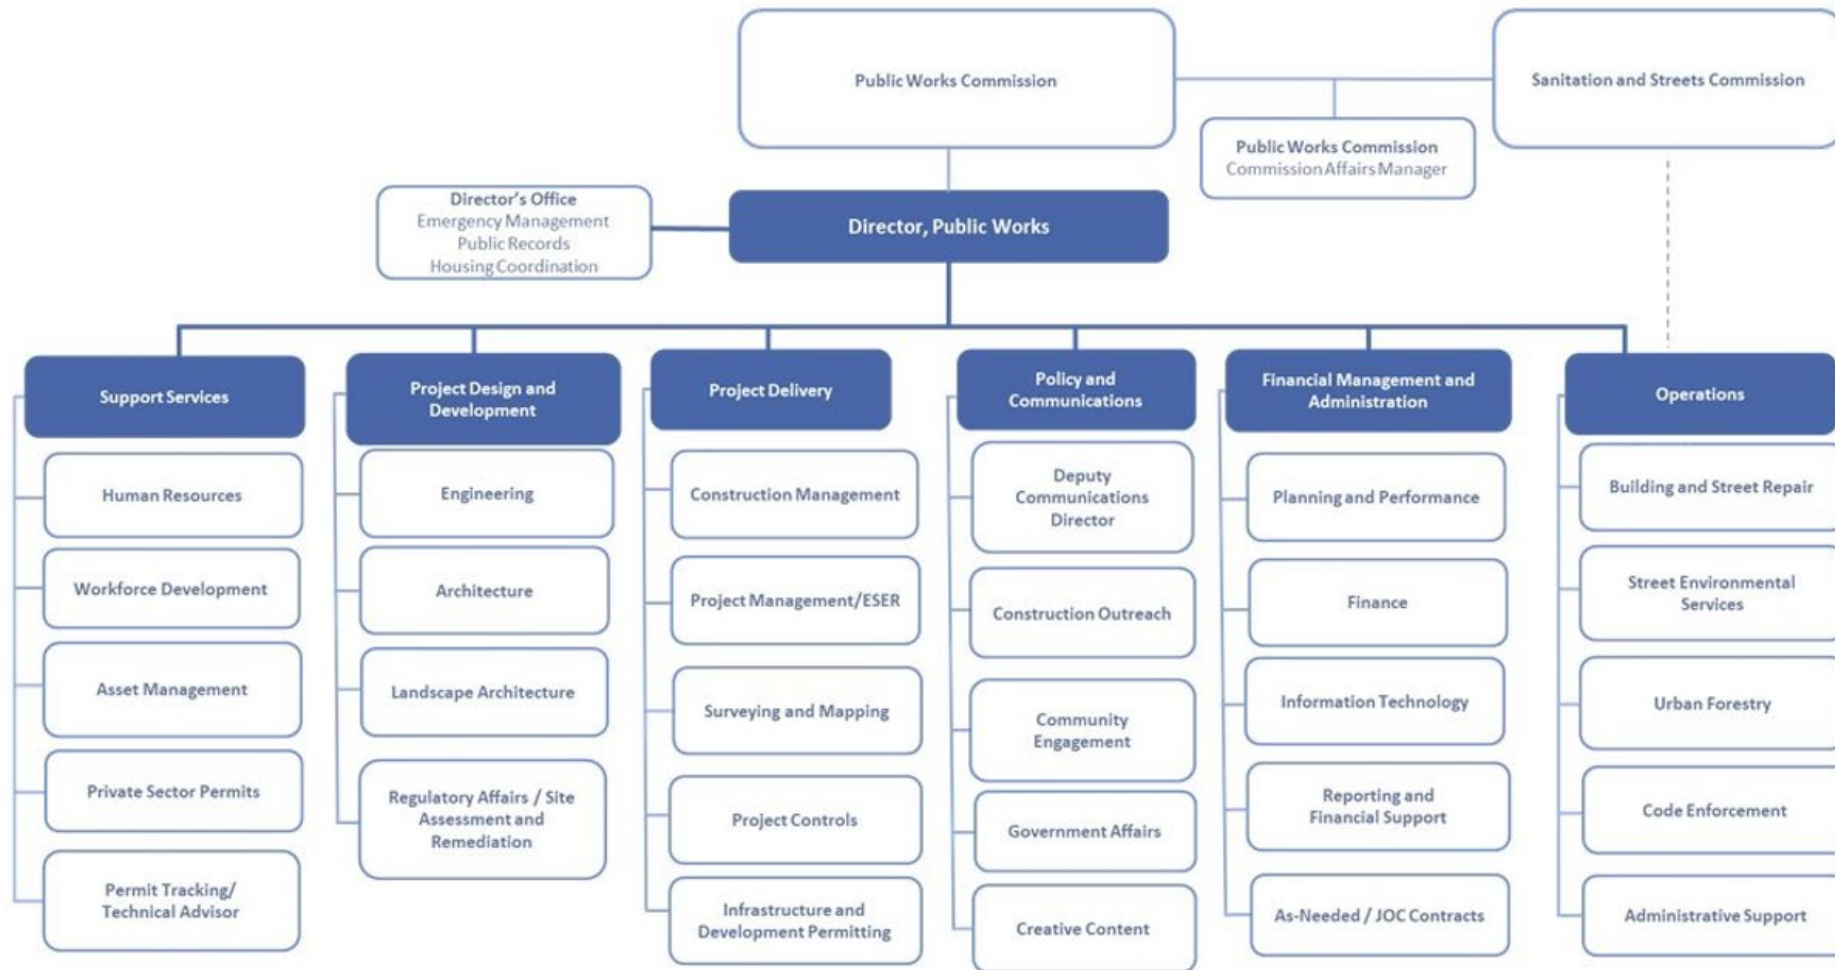 Public Works Commission
Sanitation and Streets Commission
Public Works Commission
Commission Affairs Manager
Director's Office
Emergency Management
Public Records
Housing Coordination
Director, Public Works
Support Services
Human Resources
Workforce Development
Asset Management
Private Sector Permits
Permit Tracking/
Technical Advisor
Project Design and
Development
Engineering
Architecture
Landscape Architecture
Regulatory Affairs / Site
Assessment and
Remediation
Project Delivery
Construction Management
Project Management/ESER
Surveying and Mapping
Project Controls
Infrastructure and
Development Permitting
Policy and
Communications
Deputy
Communications
Director
Construction Outreach
Community
Engagement
Government Affairs
Creative Content
Financial Management and
Administration
Planning and Performance
Finance
Information Technology
Reporting and
Financial Support
As-Needed / JOC Contracts
Operations
Building and Street Repair
Street Environmental
Services
Urban Forestry
Code Enforcement
Administrative Support